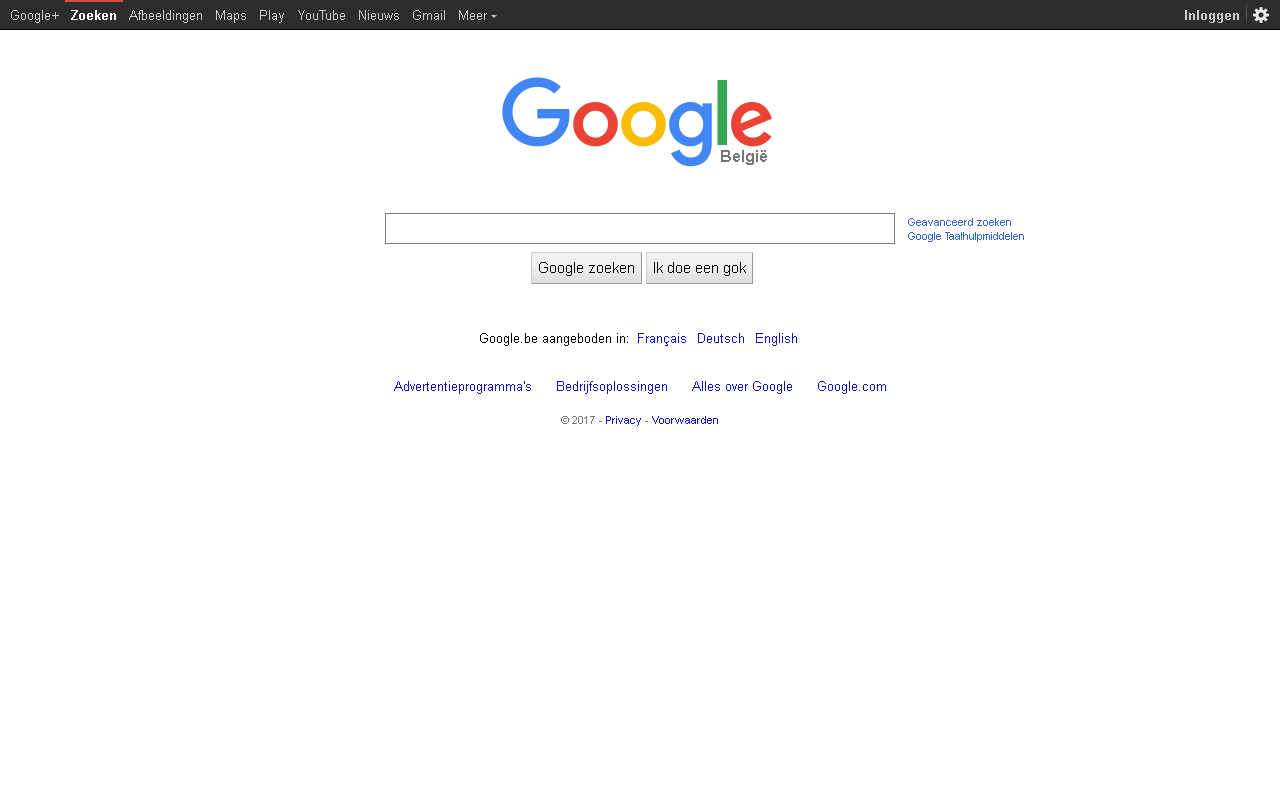 Google+ Zoeken Afbeeldingen Maps Play YouTube Nieuws Gmail Meer Inloggen
Google
België
Geavanceerd zoeken
Google Taalhulpmiddelen
Google zoeken Ik doe een gok
Google.be aangeboden in: Français Deutsch English
Advertentieprogramma's Bedrijfsoplossingen Alles over Google Google.com
© 2017 - Privacy - Voorwaarden